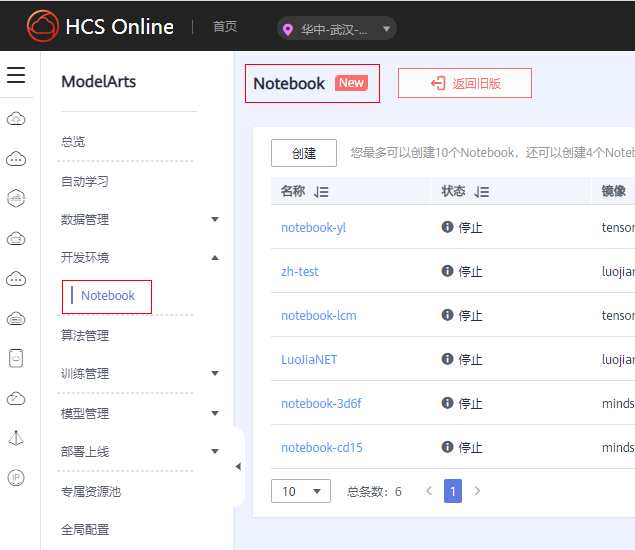 HCS Online 首页 华中-武汉-...
ModelArts
总览
自动学习
数据管理
开发环境
Notebook
算法管理
训练管理
模型管理
部署上线
专属资源池
全局配置
IP
Notebook New 返回旧版
创建 您最多可以创建10个Notebook，还可以创建4个Noteb
名称 状态 镜像
notebook-yl 停止 tensor
zh-test 停止 luojian
notebook-lcm 停止 tensor
LuoJiaNET 停止 luojian
notebook-3d6f 停止 minds
notebook-cd15 停止 minds
10 总条数：6 < 1 >